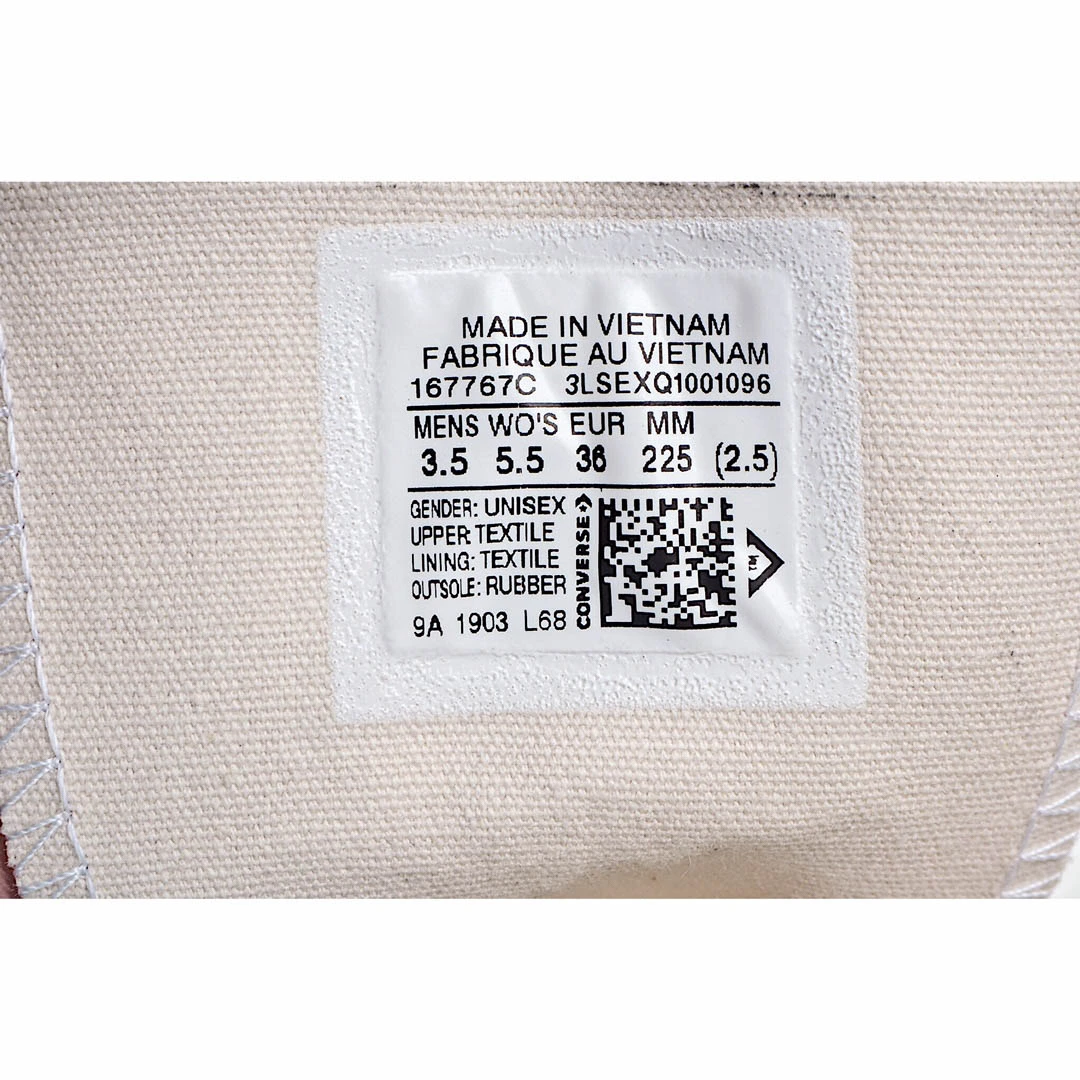 MADE IN VIETNAM
FABRIQUE AU VIETNAM
167767C 3LSEXQ1001096
MENS WO'S EUR MM
3.5 5.5 36 225 (2.5)
GENDER: UNISEX
UPPER: TEXTILE
LINING: TEXTILE
OUTSOLE: RUBBER
9A 1903 L68
CONVERSE
TM